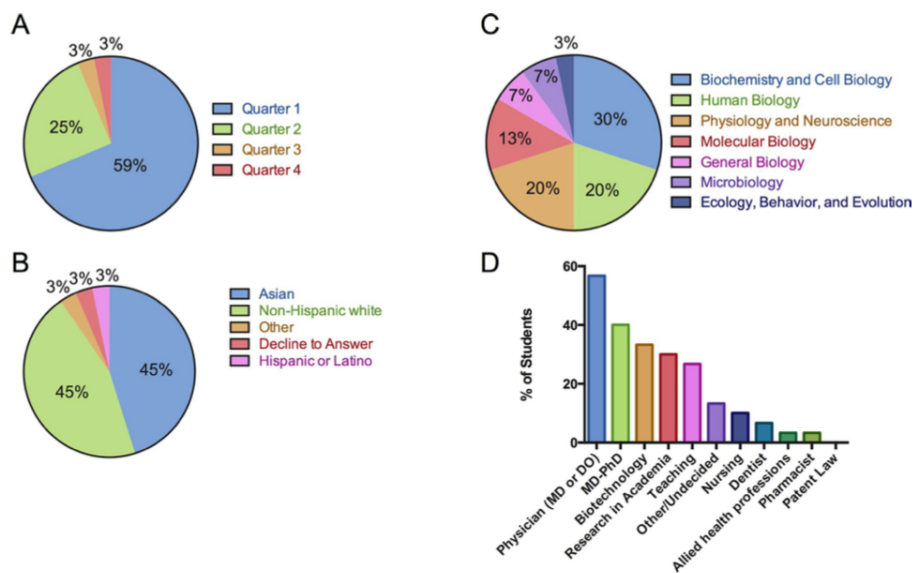 A
3%
3%
25%
59%
Quarter 1
Quarter 2
Quarter 3
Quarter 4
B
3%
3%
3%
45%
45%
Asian
Non-Hispanic white
Other
Decline to Answer
Hispanic or Latino
C
3%
7%
7%
30%
13%
20%
20%
Biochemistry and Cell Biology
Human Biology
Physiology and Neuroscience
Molecular Biology
General Biology
Microbiology
Ecology, Behavior, and Evolution
D
% of Students
60
40
20
0
Physician (MD or DO)
MD-PhD
Biotechnology
Research in Academia
Teaching
Other/Undecided
Nursing
Dentist
Allied health professions
Pharmacist
Patent Law